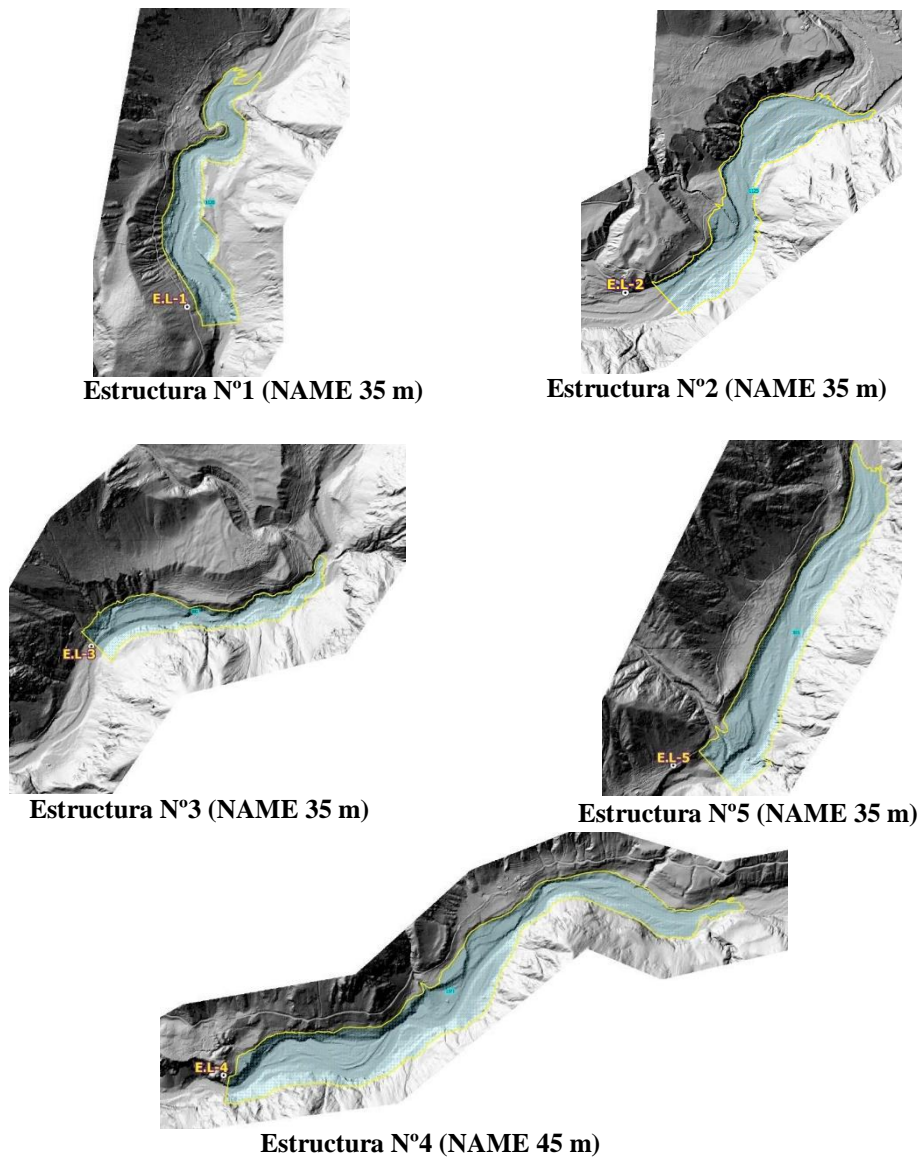 E.L-1
E.L-2
Estructura Nº1 (NAME 35 m)
Estructura Nº2 (NAME 35 m)
E.L-3
E.L-5
Estructura Nº3 (NAME 35 m)
Estructura Nº5 (NAME 35 m)
E.L-4
Estructura Nº4 (NAME 45 m)